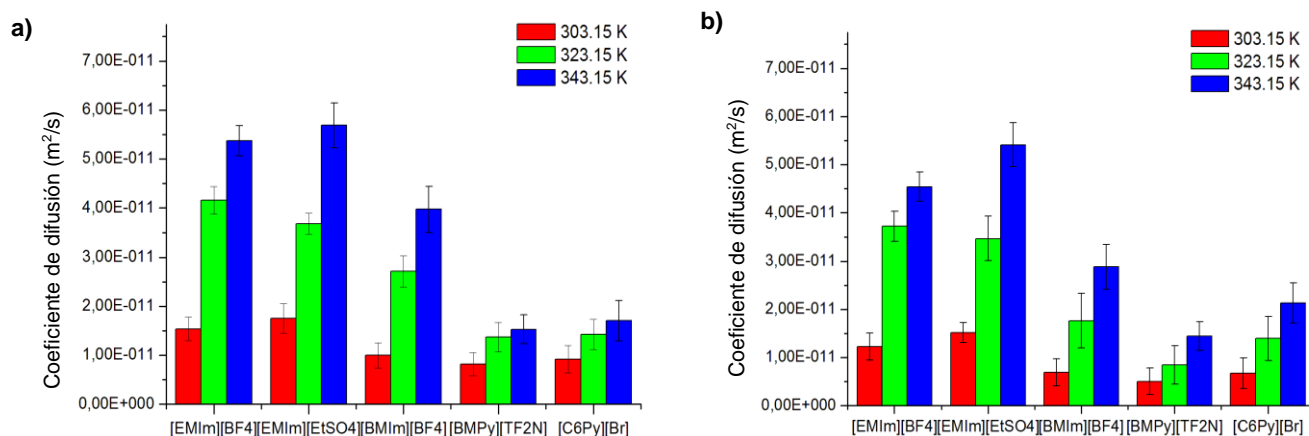 a)
303.15 K
323.15 K
343.15 K
Coeficiente de difusión (m²/s)
7,00E-011
6,00E-011
5,00E-011
4,00E-011
3,00E-011
2,00E-011
1,00E-011
0,00E+000
[EMIm][BF4] [EMIm][EtSO4] [BMIm][BF4] [BMPy][TF2N] [C6Py][Br]
b)
303.15 K
323.15 K
343.15 K
Coeficiente de difusión (m²/s)
7,00E-011
6,00E-011
5,00E-011
4,00E-011
3,00E-011
2,00E-011
1,00E-011
0,00E+000
[EMIm][BF4] [EMIm][EtSO4] [BMIm][BF4] [BMPy][TF2N] [C6Py][Br]